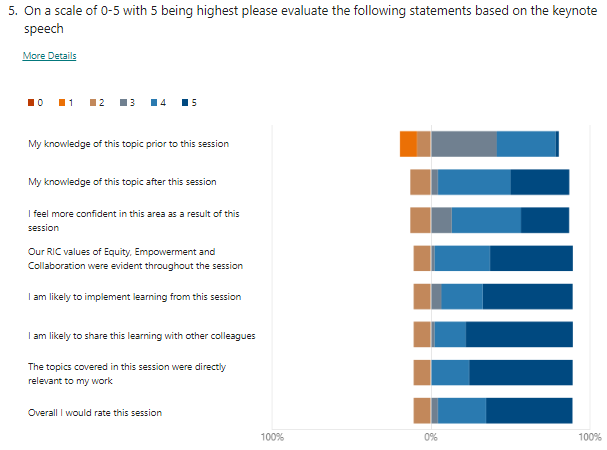 5. On a scale of 0-5 with 5 being highest please evaluate the following statements based on the keynote
speech
More Details
0 1 2 3 4 5
My knowledge of this topic prior to this session
My knowledge of this topic after this session
I feel more confident in this area as a result of this
session
Our RIC values of Equity, Empowerment and
Collaboration were evident throughout the session
I am likely to implement learning from this session
I am likely to share this learning with other colleagues
The topics covered in this session were directly
relevant to my work
Overall I would rate this session
100% 0% 100%